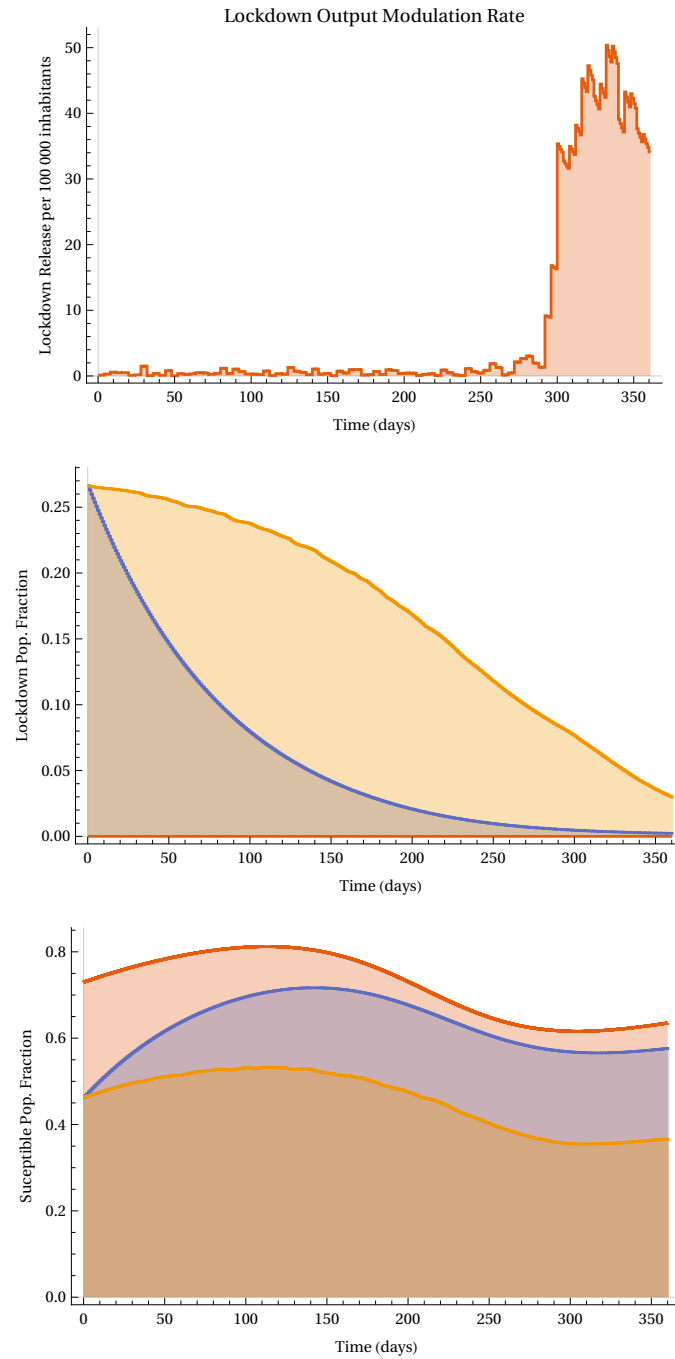 Lockdown Output Modulation Rate
Lockdown Release per 100 000 inhabitants
50
40
30
20
10
0
0 50 100 150 200 250 300 350
Time (days)
Lockdown Pop. Fraction
0.25
0.20
0.15
0.10
0.05
0.00
0 50 100 150 200 250 300 350
Time (days)
Suceptible Pop. Fraction
0.8
0.6
0.4
0.2
0.0
0 50 100 150 200 250 300 350
Time (days)